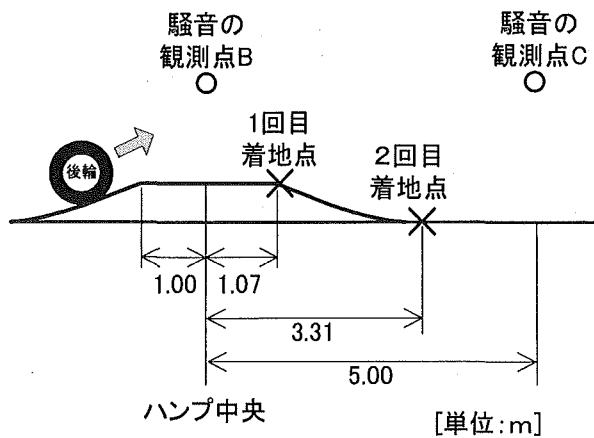 騒音の
観測点B
騒音の
観測点C
1回目
着地点
2回目
着地点
後輪
1.00
1.07
3.31
5.00
ハンプ中央
[単位:m]